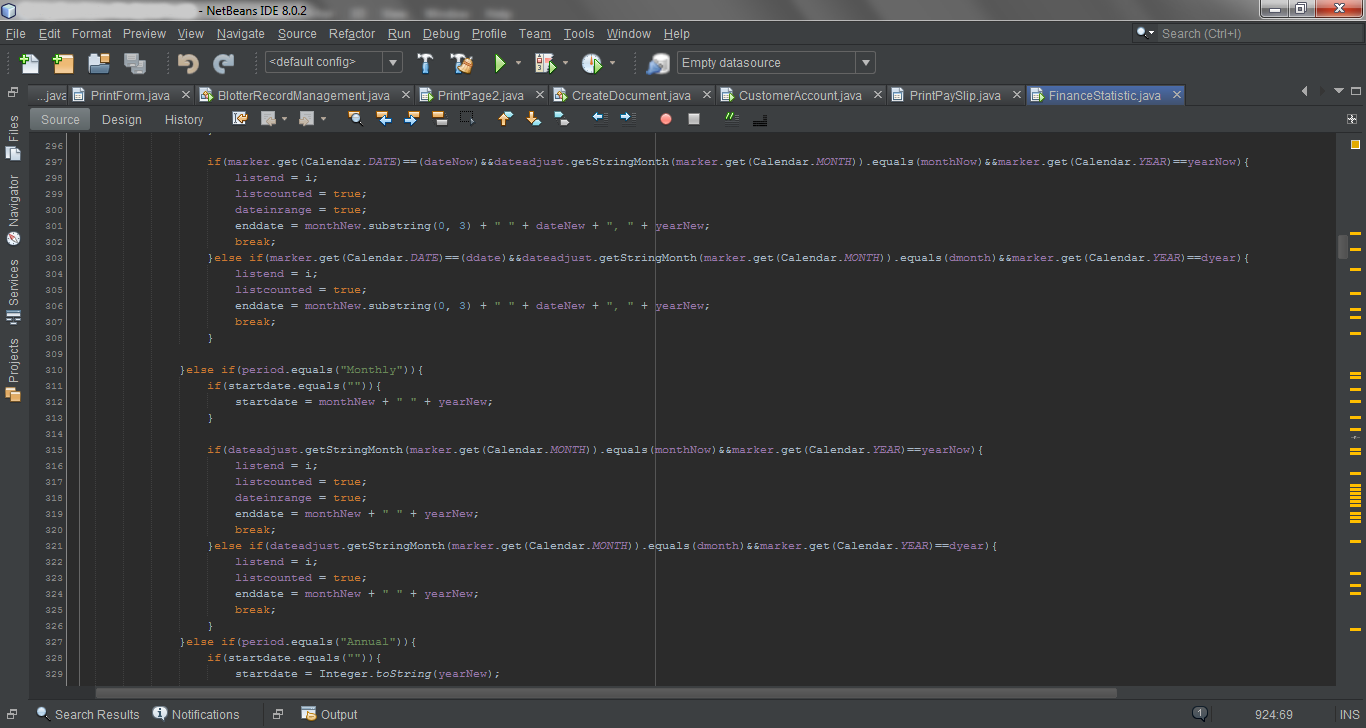 - NetBeans IDE 8.0.2
File Edit Format Preview View Navigate Source Refactor Run Debug Profile Team Tools Window Help
Search (Ctrl+I)
<default config>
Empty datasource
...java PrintForm.java BlotterRecordManagement.java PrintPage2.java CreateDocument.java CustomerAccount.java PrintPaySlip.java FinanceStatistic.java
Source Design History
Files
Navigator
Services
Projects
296
297 if(marker.get(Calendar.DATE)==(dateNow)&&dateadjust.getStringMonth(marker.get(Calendar.MONTH)).equals(monthNow)&&marker.get(Calendar.YEAR)==yearNow){
298 listend = i;
299 listcounted = true;
300 dateinrange = true;
301 enddate = monthNew.substring(0, 3) + " " + dateNew + ", " + yearNew;
302 break;
303 }else if(marker.get(Calendar.DATE)==(ddate)&&dateadjust.getStringMonth(marker.get(Calendar.MONTH)).equals(dmonth)&&marker.get(Calendar.YEAR)==dyear){
304 listend = i;
305 listcounted = true;
306 enddate = monthNew.substring(0, 3) + " " + dateNew + ", " + yearNew;
307 break;
308 }
309
310 }else if(period.equals("Monthly")){
311 if(startdate.equals("")){
312 startdate = monthNew + " " + yearNew;
313 }
314
315 if(dateadjust.getStringMonth(marker.get(Calendar.MONTH)).equals(monthNow)&&marker.get(Calendar.YEAR)==yearNow){
316 listend = i;
317 listcounted = true;
318 dateinrange = true;
319 enddate = monthNew + " " + yearNew;
320 break;
321 }else if(dateadjust.getStringMonth(marker.get(Calendar.MONTH)).equals(dmonth)&&marker.get(Calendar.YEAR)==dyear){
322 listend = i;
323 listcounted = true;
324 enddate = monthNew + " " + yearNew;
325 break;
326 }
327 }else if(period.equals("Annual")){
328 if(startdate.equals("")){
329 startdate = Integer.toString(yearNew);
Search Results Notifications Output
1 924:69 INS